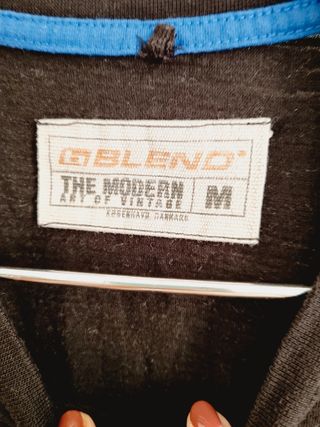 BLEND
THE MODERN
ART OF VINTAGE
M
KØBENHAVN DANMARK